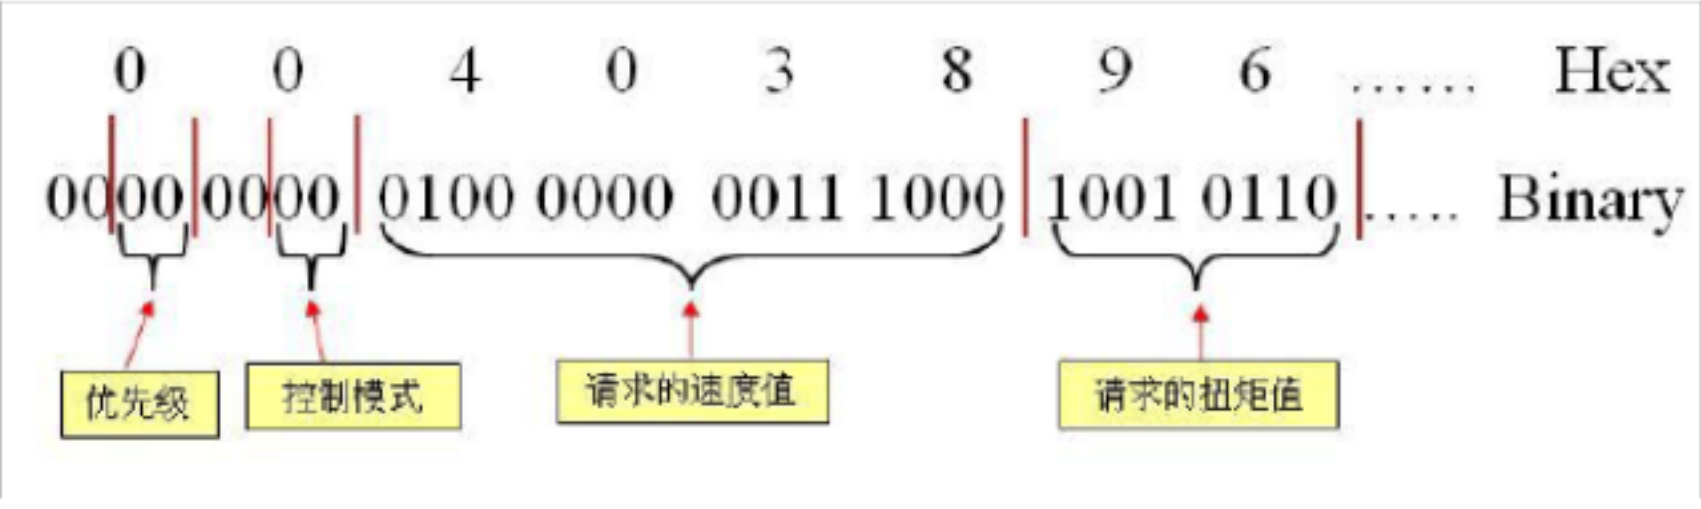 0 0 4 0 3 8 9 6 …… Hex
0000 0000 0100 0000 0011 1000 1001 0110 ..... Binary
优先级 控制模式 请求的速度值 请求的扭矩值